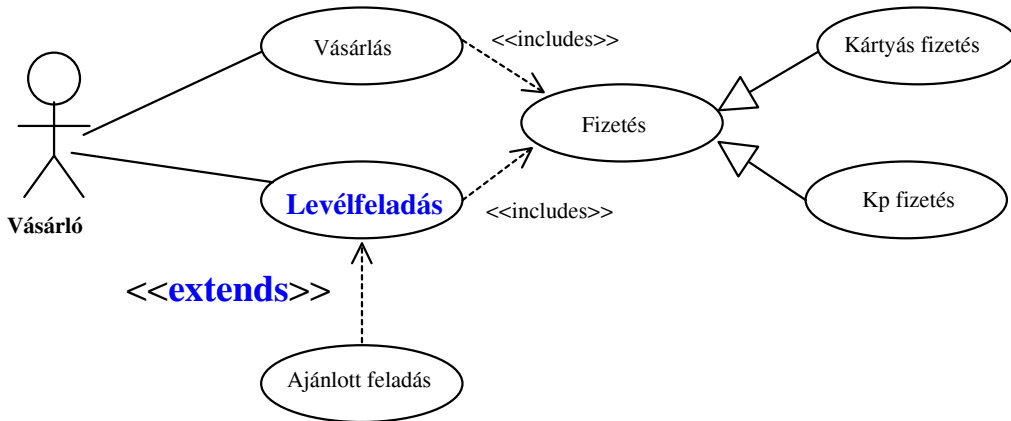 Vásárlás
<<includes>>
Kártyás fizetés
Fizetés
Levélfeladás
Kp fizetés
<<includes>>
Vásárló
<<extends>>
Ajánlott feladás